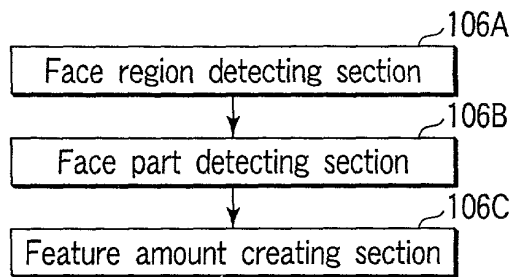 106A
Face region detecting section
106B
Face part detecting section
106C
Feature amount creating section